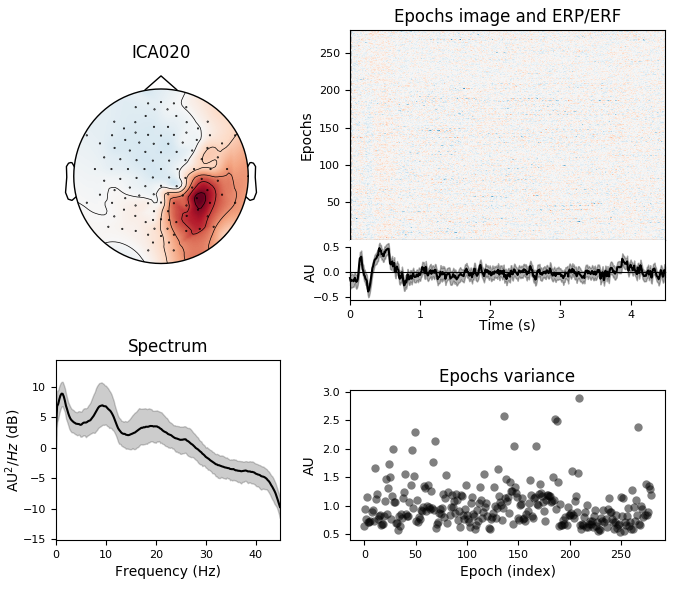 ICA020
Epochs image and ERP/ERF
Epochs
250
200
150
100
50
AU
0.5
0.0
−0.5
0 1 2 3 4
Time (s)
Spectrum
AU²/Hz (dB)
10
5
0
−5
−10
−15
0 10 20 30 40
Frequency (Hz)
Epochs variance
AU
3.0
2.5
2.0
1.5
1.0
0.5
0 50 100 150 200 250
Epoch (index)